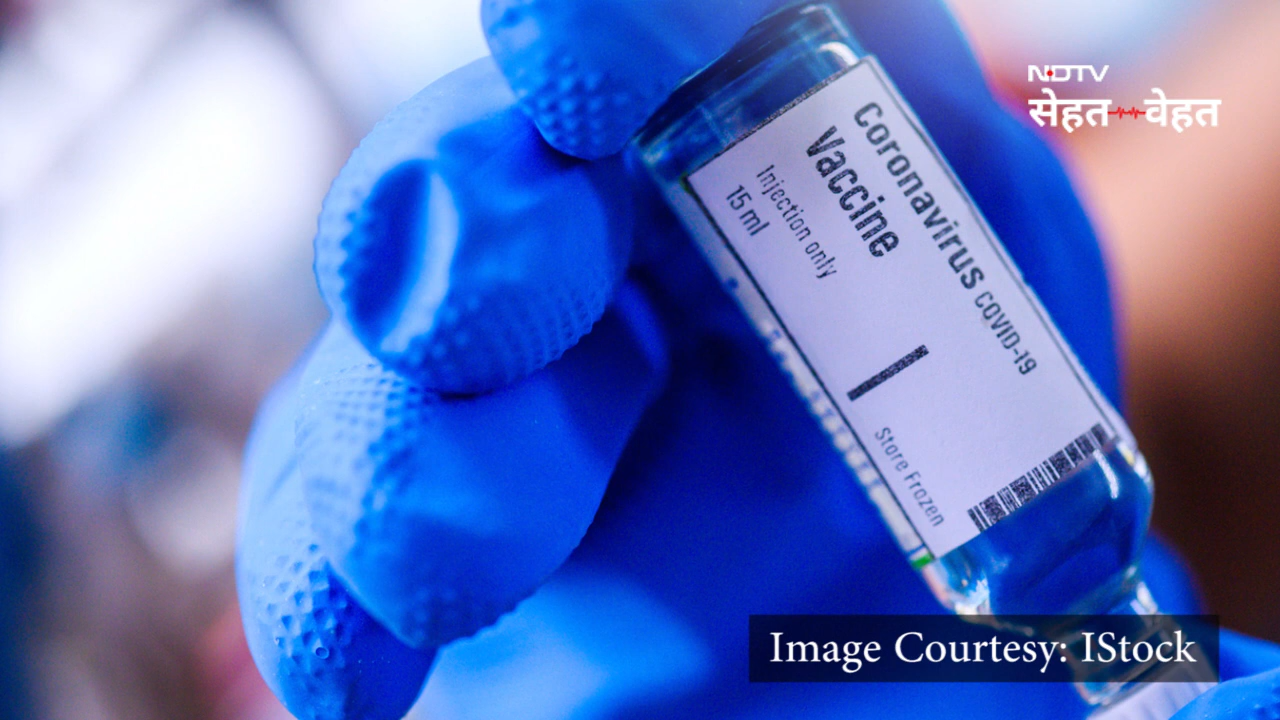 NDTV
सेहत वेहत
Coronavirus COVID-19
Vaccine
Injection only
15 ml
Store Frozen
Image Courtesy: IStock